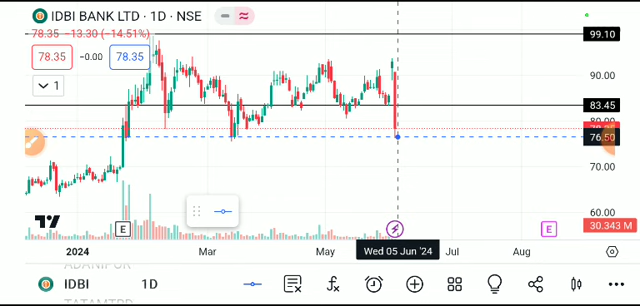 IDBI BANK LTD · 1D · NSE
78.35 −13.30 (−14.51%)
78.35 −0.00 78.35
1
99.10
90.00
83.45
80.00
76.50
70.00
60.00
30.343 M
E
E
2024 Mar May Wed 05 Jun '24 Jul Aug
ADANIPOR
IDBI 1D
TATAMTRD